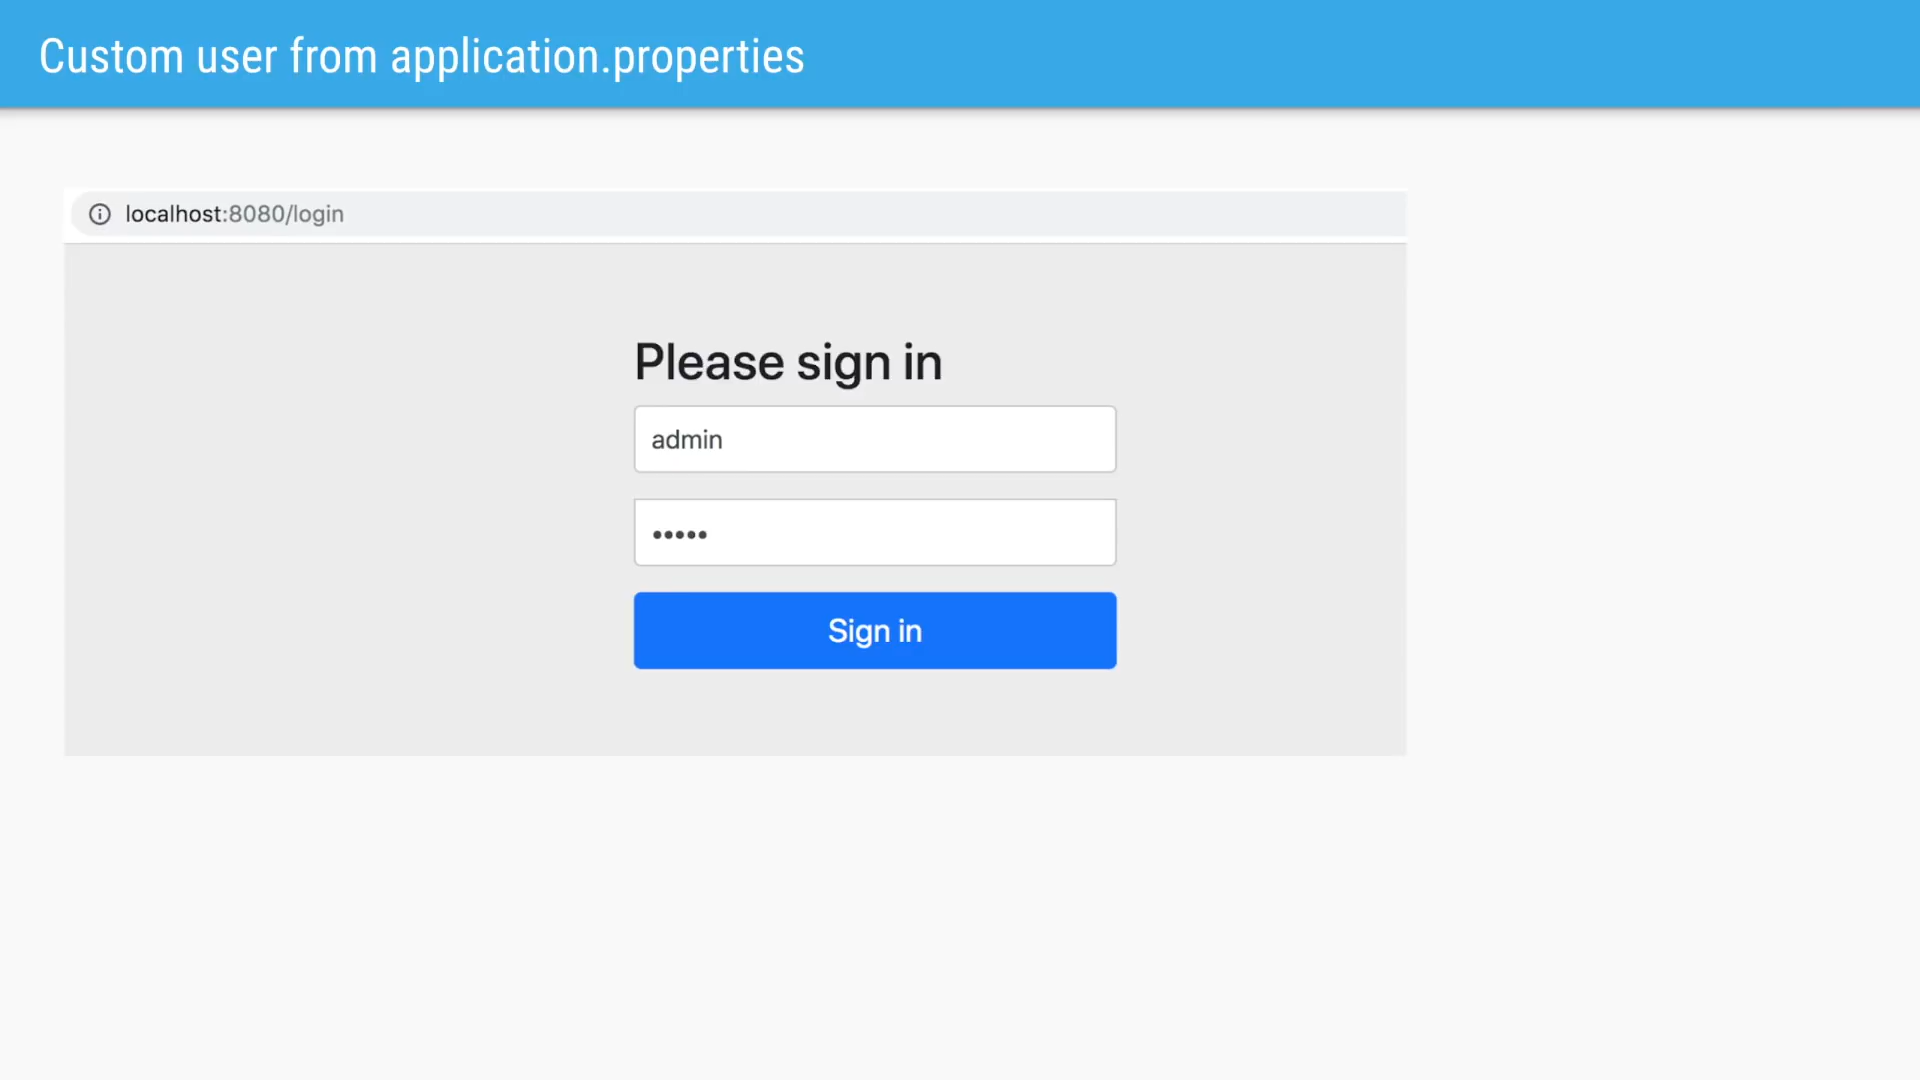 Custom user from application.properties
localhost:8080/login
Please sign in
admin
•••••
Sign in